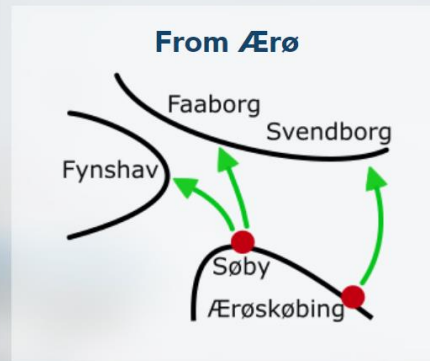 From Ærø
Faaborg
Svendborg
Fynshav
Søby
Ærøskøbing